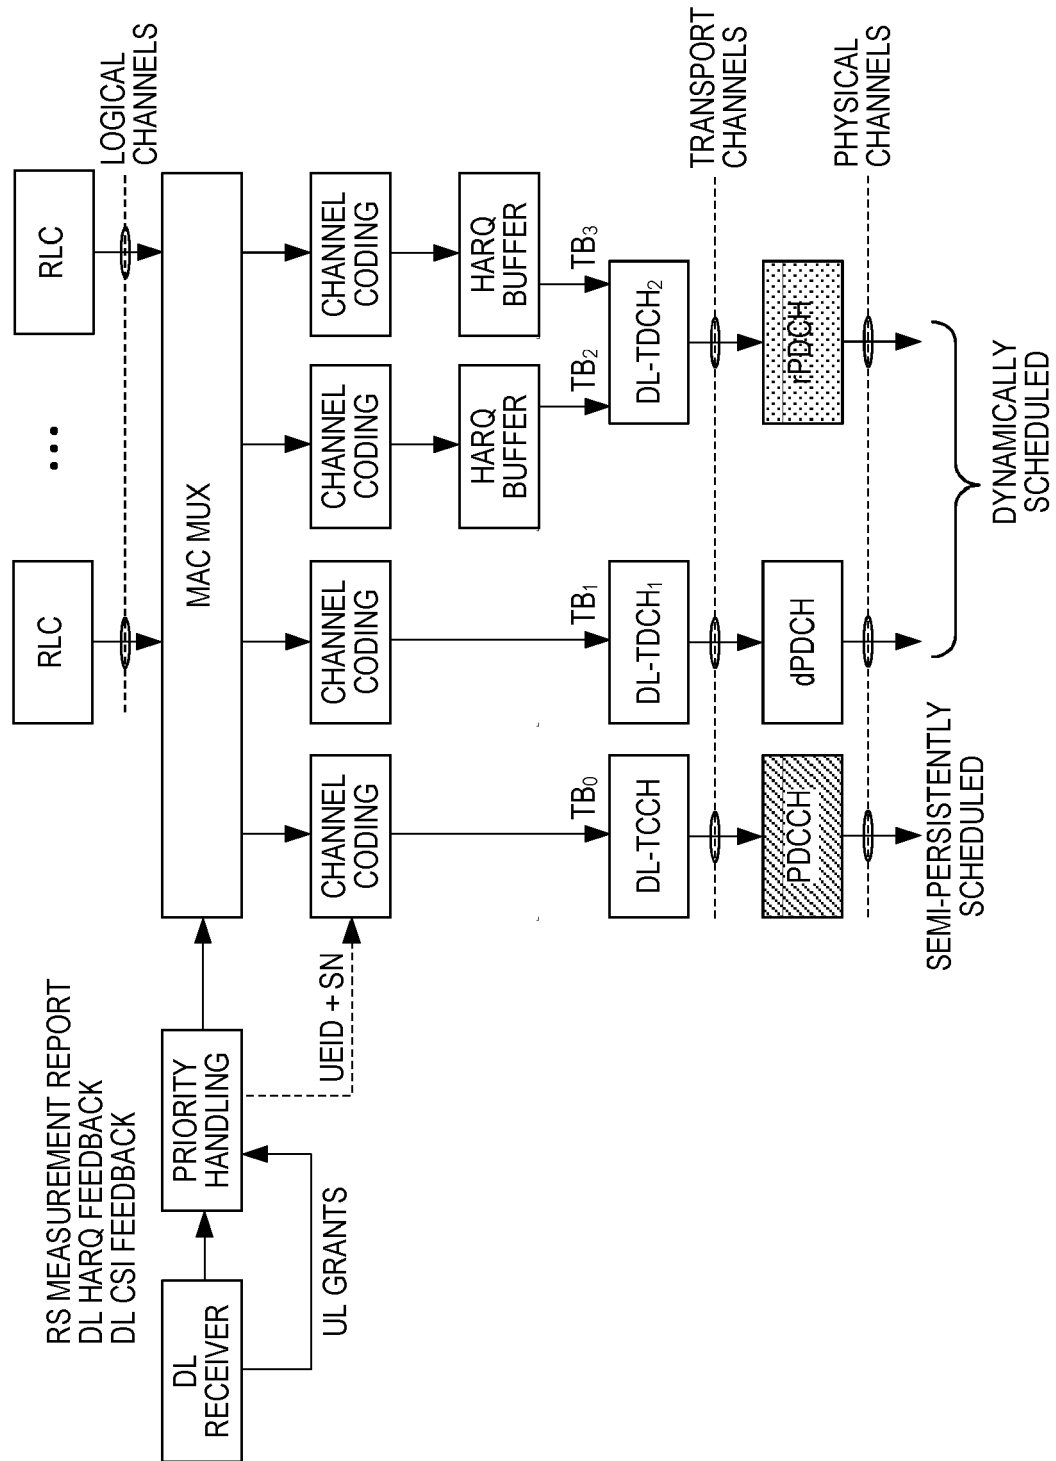 RLC
• • •
RLC
LOGICAL
CHANNELS
MAC MUX
RS MEASUREMENT REPORT
DL HARQ FEEDBACK
DL CSI FEEDBACK
DL
RECEIVER
PRIORITY
HANDLING
UL GRANTS
UEID + SN
CHANNEL
CODING
CHANNEL
CODING
CHANNEL
CODING
CHANNEL
CODING
HARQ
BUFFER
HARQ
BUFFER
TB0
TB1
TB2
TB3
DL-TCCH
DL-TDCH1
DL-TDCH2
TRANSPORT
CHANNELS
PDCCH
dPDCH
rPDCH
PHYSICAL
CHANNELS
SEMI-PERSISTENTLY
SCHEDULED
DYNAMICALLY
SCHEDULED